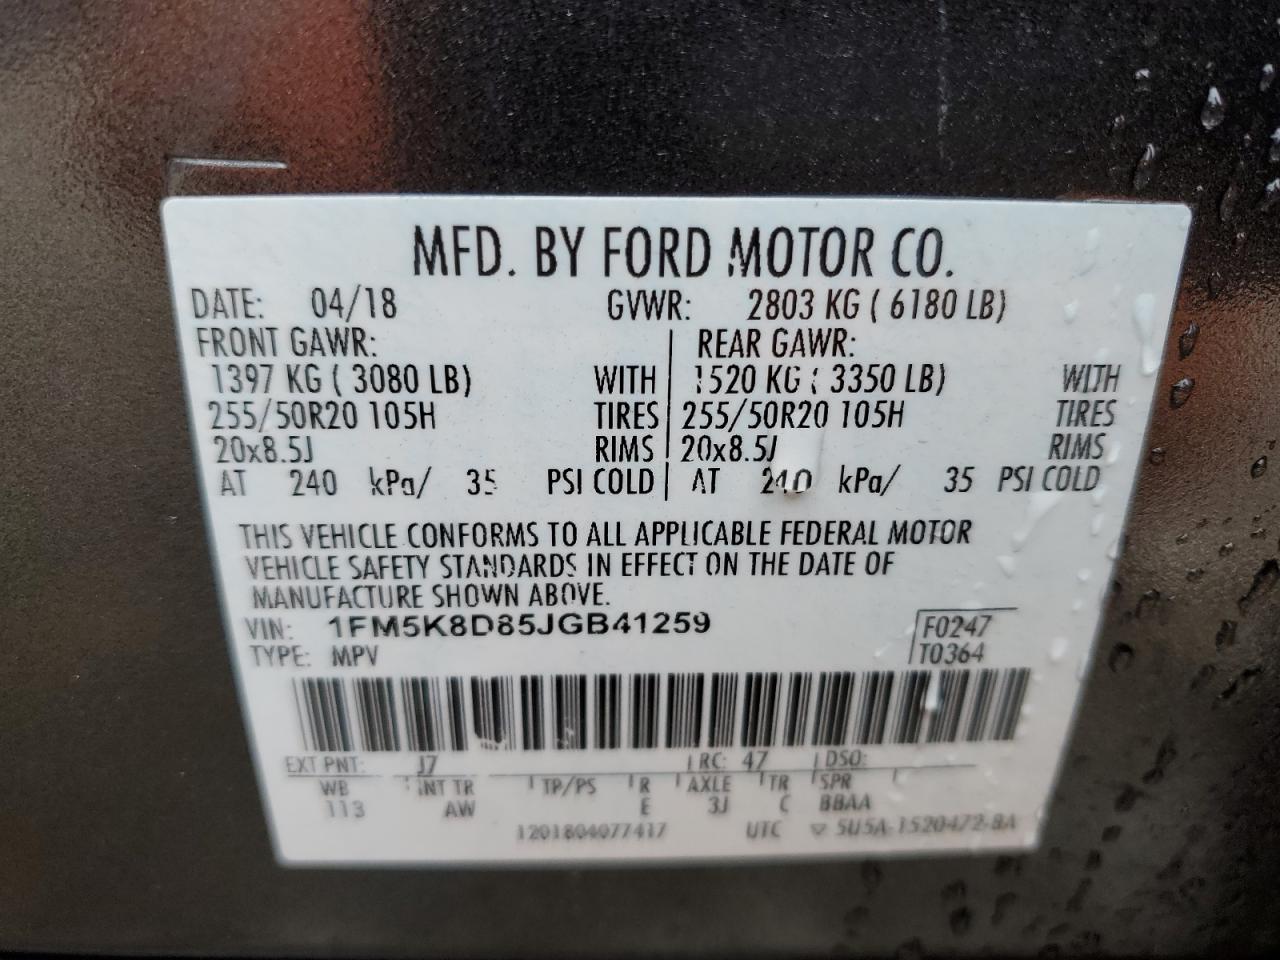 MFD. BY FORD MOTOR CO.
DATE: 04/18 GVWR: 2803 KG ( 6180 LB)
FRONT GAWR: REAR GAWR:
1397 KG ( 3080 LB) WITH 1520 KG ( 3350 LB) WITH
255/50R20 105H TIRES 255/50R20 105H TIRES
20x8.5J RIMS 20x8.5J RIMS
AT 240 kPa/ 35 PSI COLD AT 240 kPa/ 35 PSI COLD
THIS VEHICLE CONFORMS TO ALL APPLICABLE FEDERAL MOTOR
VEHICLE SAFETY STANDARDS IN EFFECT ON THE DATE OF
MANUFACTURE SHOWN ABOVE.
VIN: 1FM5K8D85JGB41259 F0247
TYPE: MPV T0364
EXT PNT: J7 RC: 47 DSO:
WB INT TR TP/PS R AXLE TR SPR
113 AW E 3J C BBAA
1201804077417 UTC ▽ 5U5A-1520472-BA